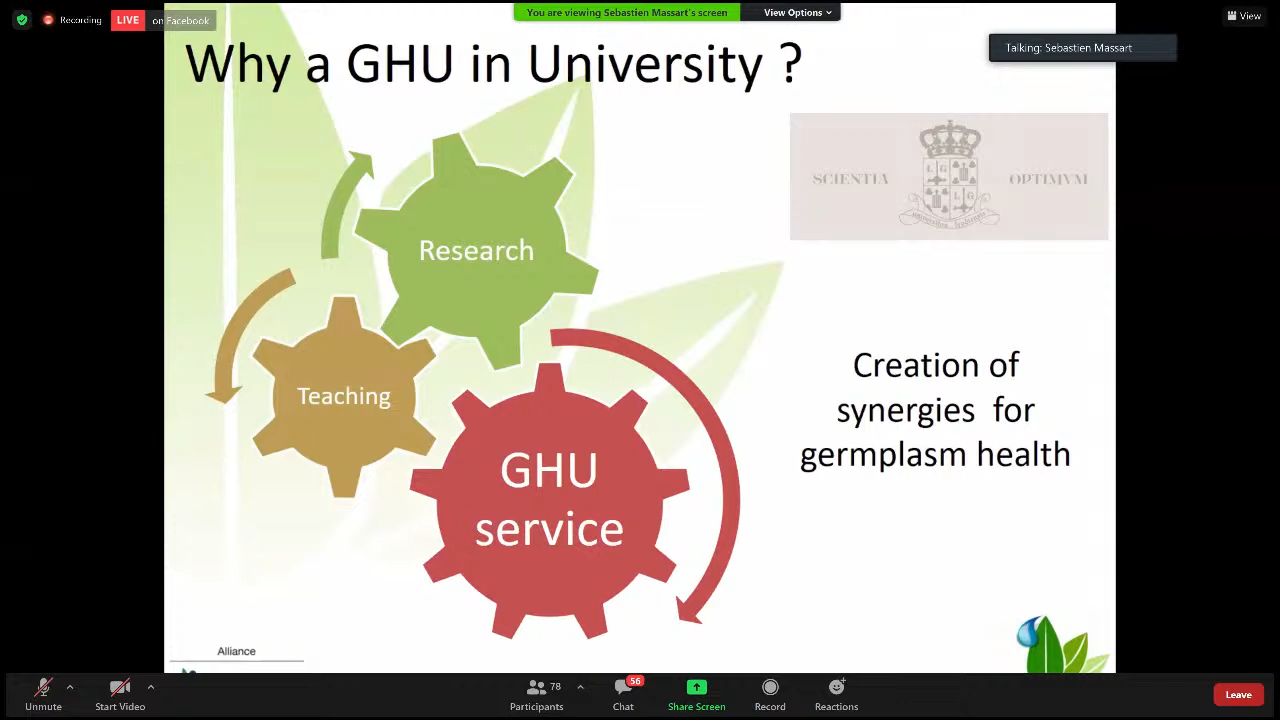 Recording
LIVE on Facebook
You are viewing Sebastien Massart's screen
View Options
View
Talking: Sebastien Massart
Why a GHU in University ?
SCIENTIA
OPTIMVM
L G
L G
Research
Teaching
GHU
service
Creation of
synergies for
germplasm health
Alliance
Unmute
Start Video
78
Participants
56
Chat
Share Screen
Record
Reactions
Leave